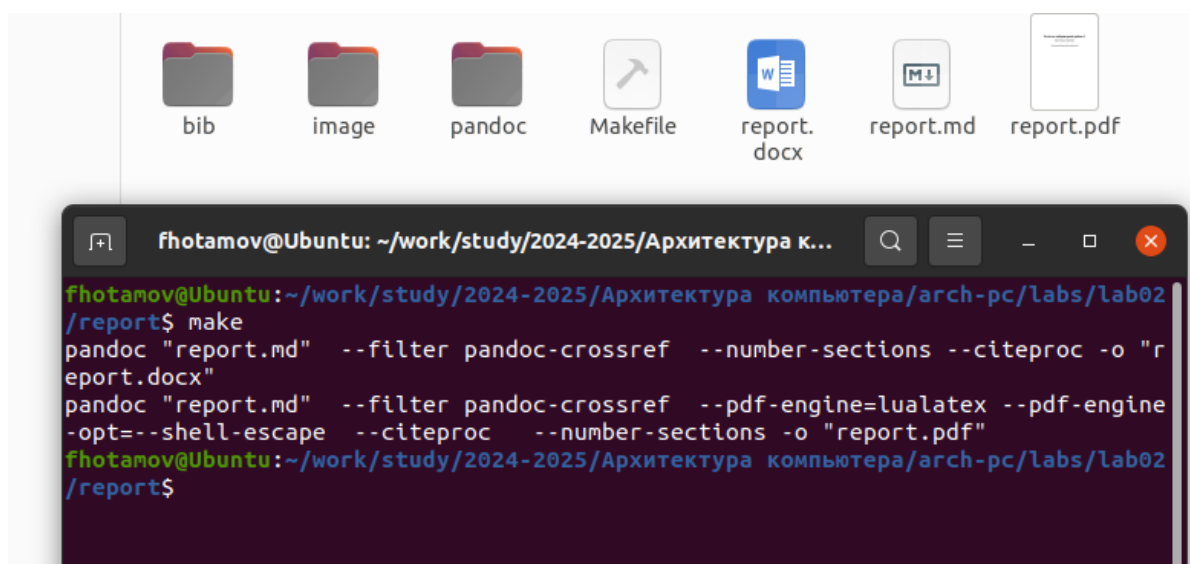 bib
image
pandoc
Makefile
report.
docx
report.md
report.pdf
fhotamov@Ubuntu: ~/work/study/2024-2025/Архитектура к...
fhotamov@Ubuntu:~/work/study/2024-2025/Архитектура компьютера/arch-pc/labs/lab02
/report$ make
pandoc "report.md"  --filter pandoc-crossref  --number-sections --citeproc -o "r
eport.docx"
pandoc "report.md"  --filter pandoc-crossref  --pdf-engine=lualatex --pdf-engine
-opt=--shell-escape  --citeproc   --number-sections -o "report.pdf"
fhotamov@Ubuntu:~/work/study/2024-2025/Архитектура компьютера/arch-pc/labs/lab02
/report$